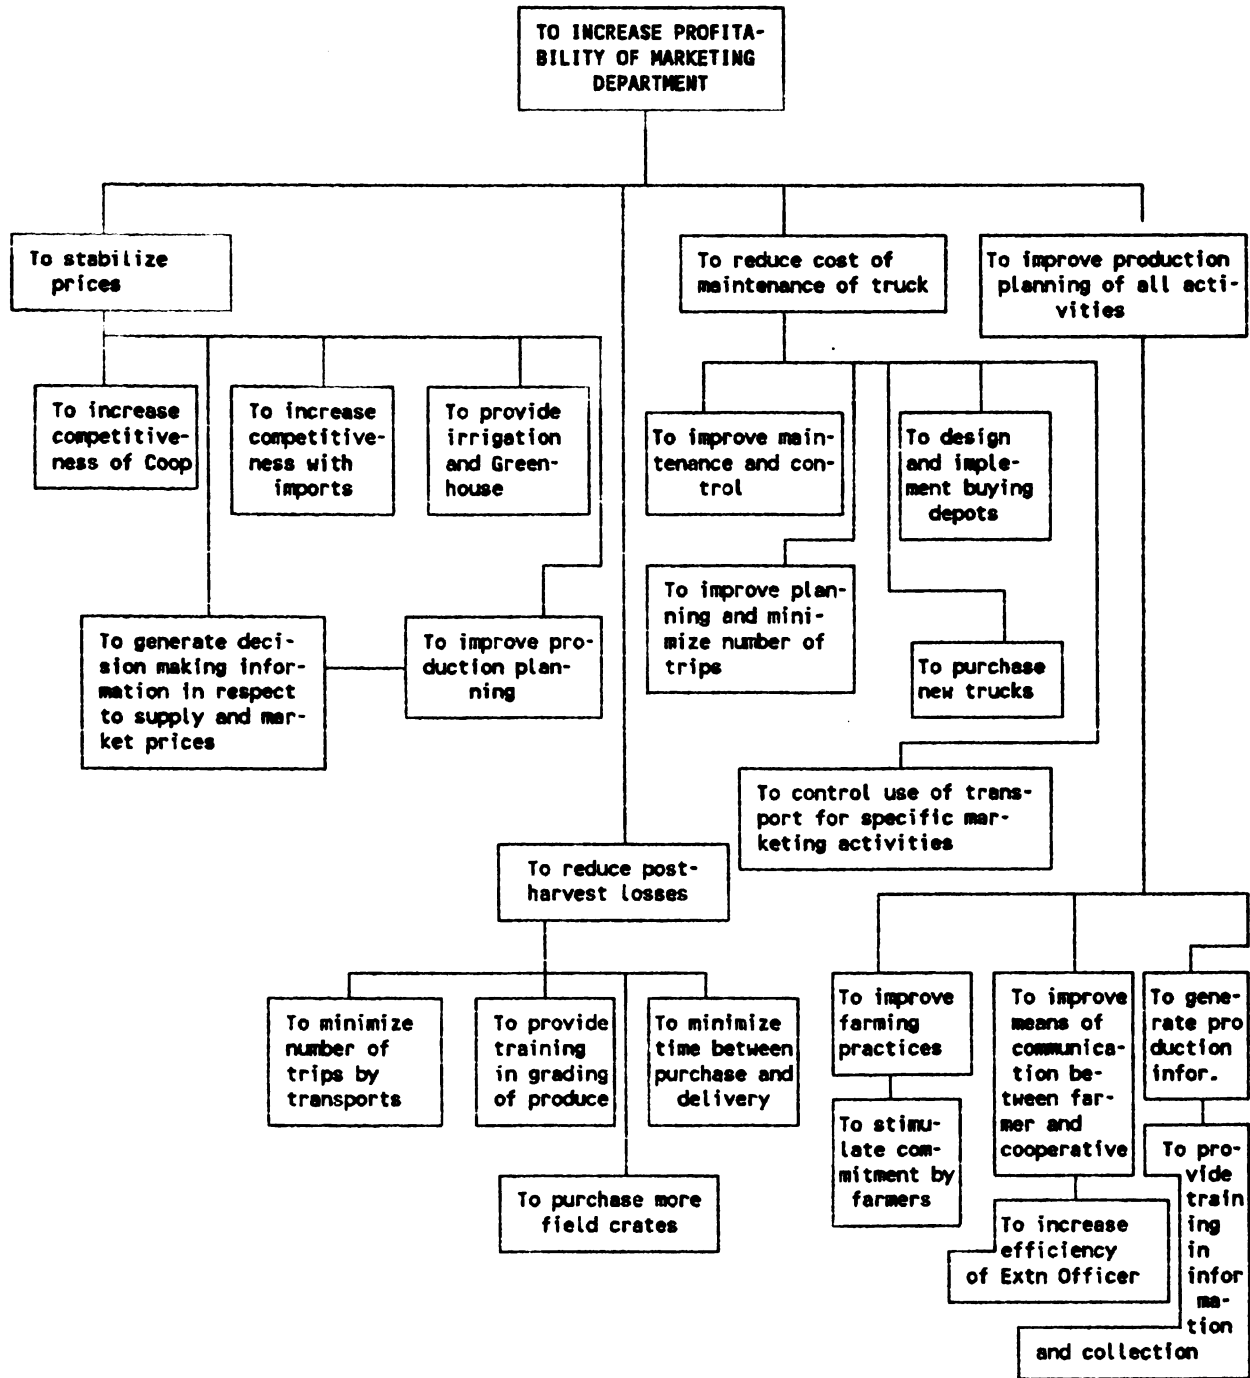 TO INCREASE PROFITA-
BILITY OF MARKETING
DEPARTMENT
To stabilize
prices
To reduce cost of
maintenance of truck
To improve production
planning of all acti-
vities
To increase
competitive-
ness of Coop
To increase
competitive-
ness with
imports
To provide
irrigation
and Green-
house
To improve main-
tenance and con-
trol
To design
and imple-
ment buying
depots
To generate deci-
sion making infor-
mation in respect
to supply and mar-
ket prices
To improve pro-
duction plan-
ning
To improve plan-
ning and mini-
mize number of
trips
To purchase
new trucks
To control use of trans-
port for specific mar-
keting activities
To reduce post-
harvest losses
To minimize
number of
trips by
transports
To provide
training
in grading
of produce
To minimize
time between
purchase and
delivery
To purchase more
field crates
To improve
farming
practices
To stimu-
late com-
mitment by
farmers
To improve
means of
communica-
tion be-
tween far-
mer and
cooperative
To increase
efficiency
of Extn Officer
To gene-
rate pro
duction
infor.
To pro-
vide
train
ing
in
infor
ma-
tion
and collection